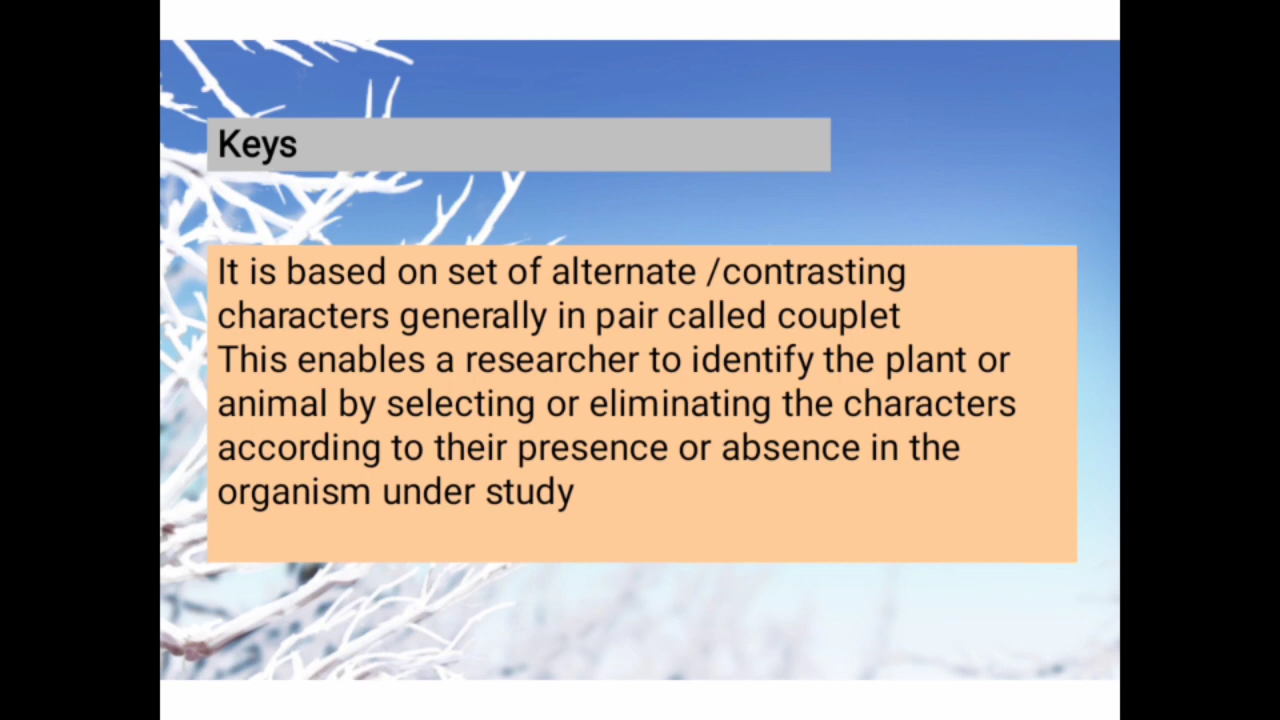 Keys
It is based on set of alternate /contrasting
characters generally in pair called couplet
This enables a researcher to identify the plant or
animal by selecting or eliminating the characters
according to their presence or absence in the
organism under study